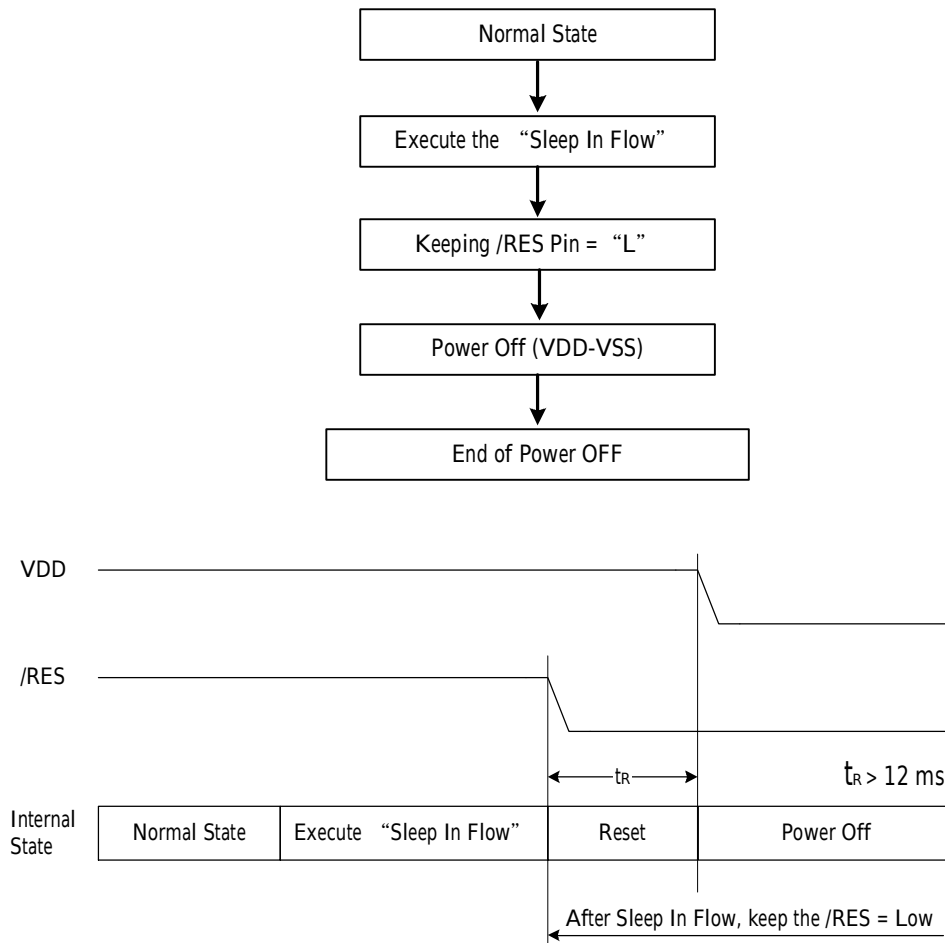 Normal State
Execute the “Sleep In Flow”
Keeping /RES Pin = “L”
Power Off (VDD-VSS)
End of Power OFF
VDD
/RES
tR
tR > 12 ms
Internal
State
Normal State
Execute “Sleep In Flow”
Reset
Power Off
After Sleep In Flow, keep the /RES = Low